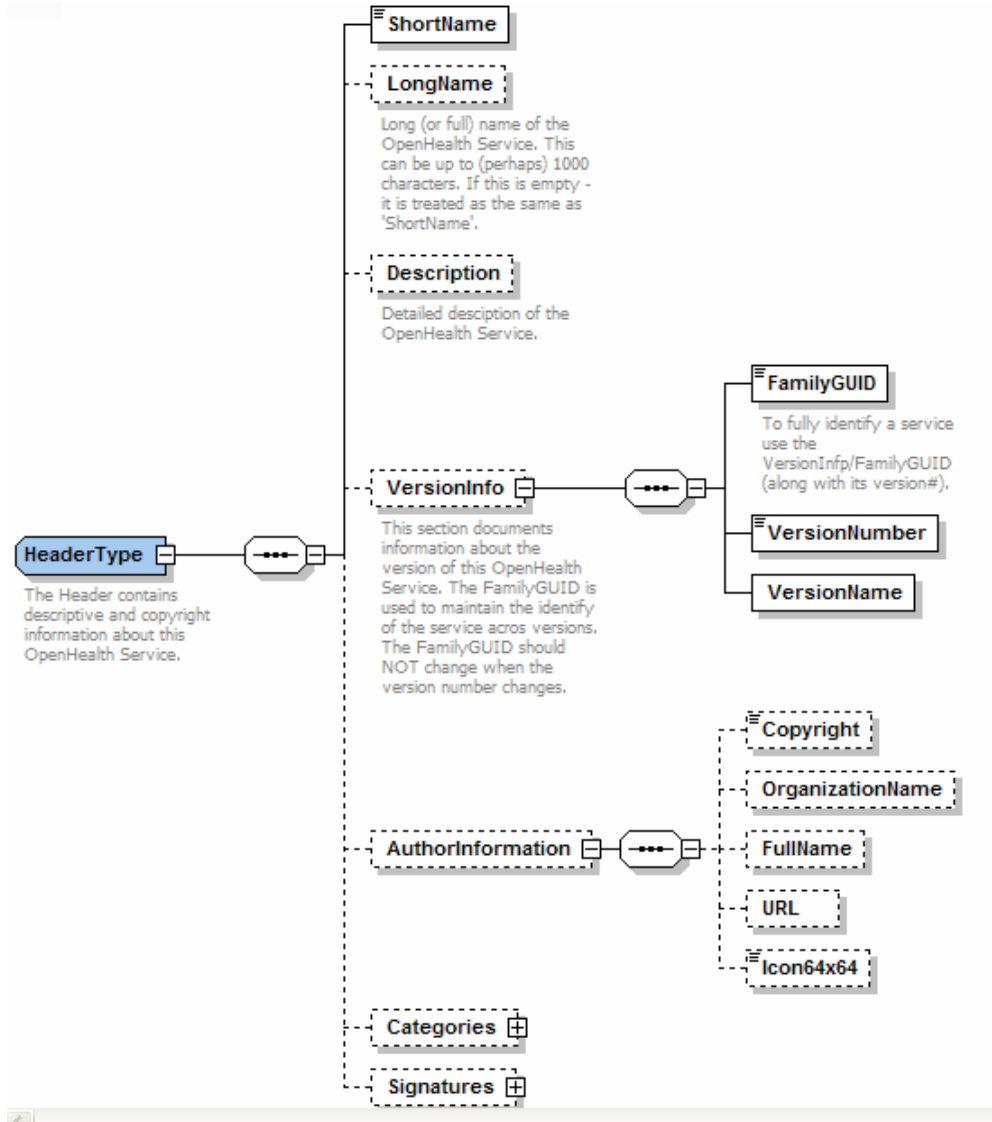 ShortName
LongName
Long (or full) name of the
OpenHealth Service. This
can be up to (perhaps) 1000
characters. If this is empty -
it is treated as the same as
'ShortName'.
Description
Detailed desciption of the
OpenHealth Service.
FamilyGUID
To fully identify a service
use the
VersionInfp/FamilyGUID
(along with its version#).
VersionInfo
This section documents
information about the
version of this OpenHealth
Service. The FamilyGUID is
used to maintain the identify
of the service acros versions.
The FamilyGUID should
NOT change when the
version number changes.
VersionNumber
VersionName
HeaderType
The Header contains
descriptive and copyright
information about this
OpenHealth Service.
AuthorInformation
Copyright
OrganizationName
FullName
URL
Icon64x64
Categories
Signatures